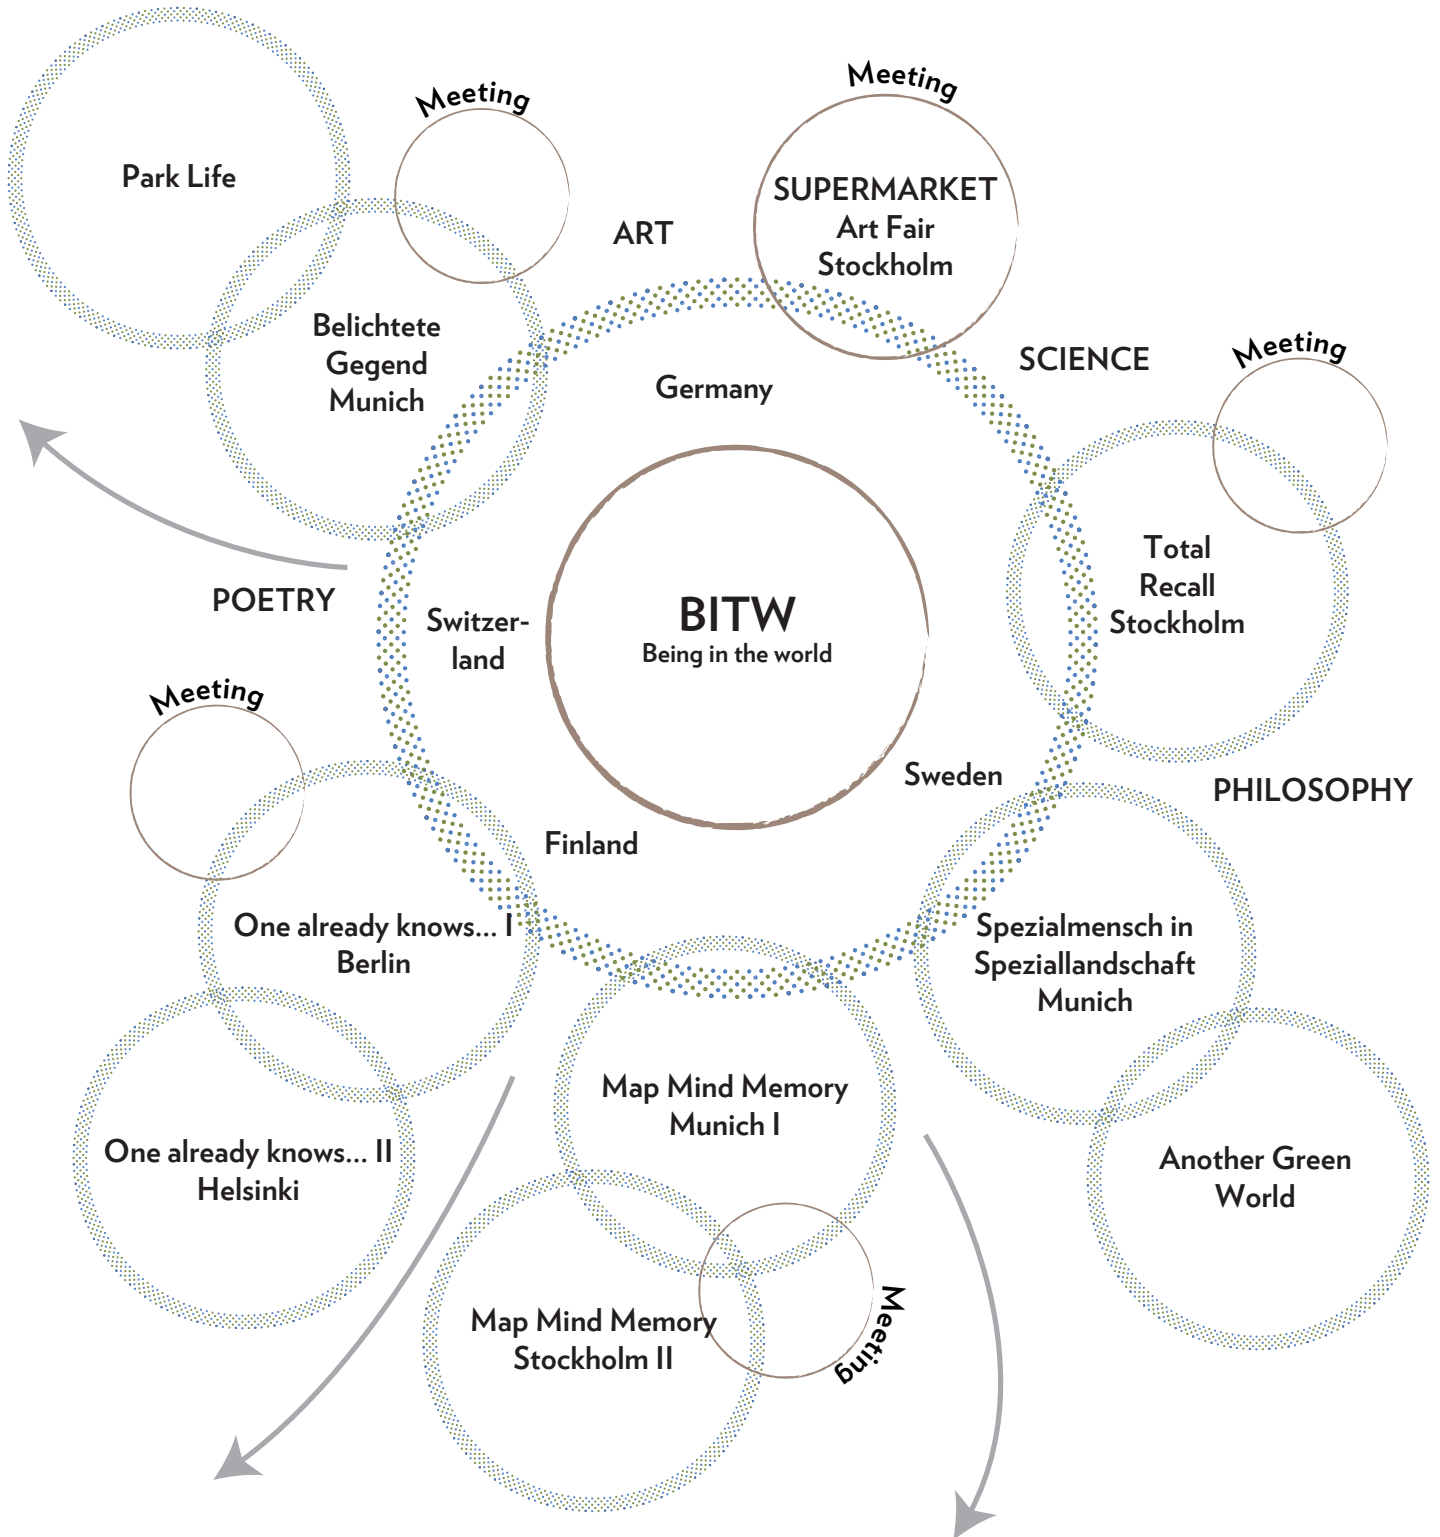 Meeting
Meeting
Park Life
SUPERMARKET
Art Fair
Stockholm
ART
Belichtete
Gegend
Munich
SCIENCE
Meeting
Germany
Total
Recall
Stockholm
POETRY
Switzer-
land
BITW
Being in the world
Meeting
Sweden
PHILOSOPHY
Finland
One already knows... I
Berlin
Spezialmensch in
Speziallandschaft
Munich
Map Mind Memory
Munich I
One already knows... II
Helsinki
Another Green
World
Map Mind Memory
Stockholm II
Meeting